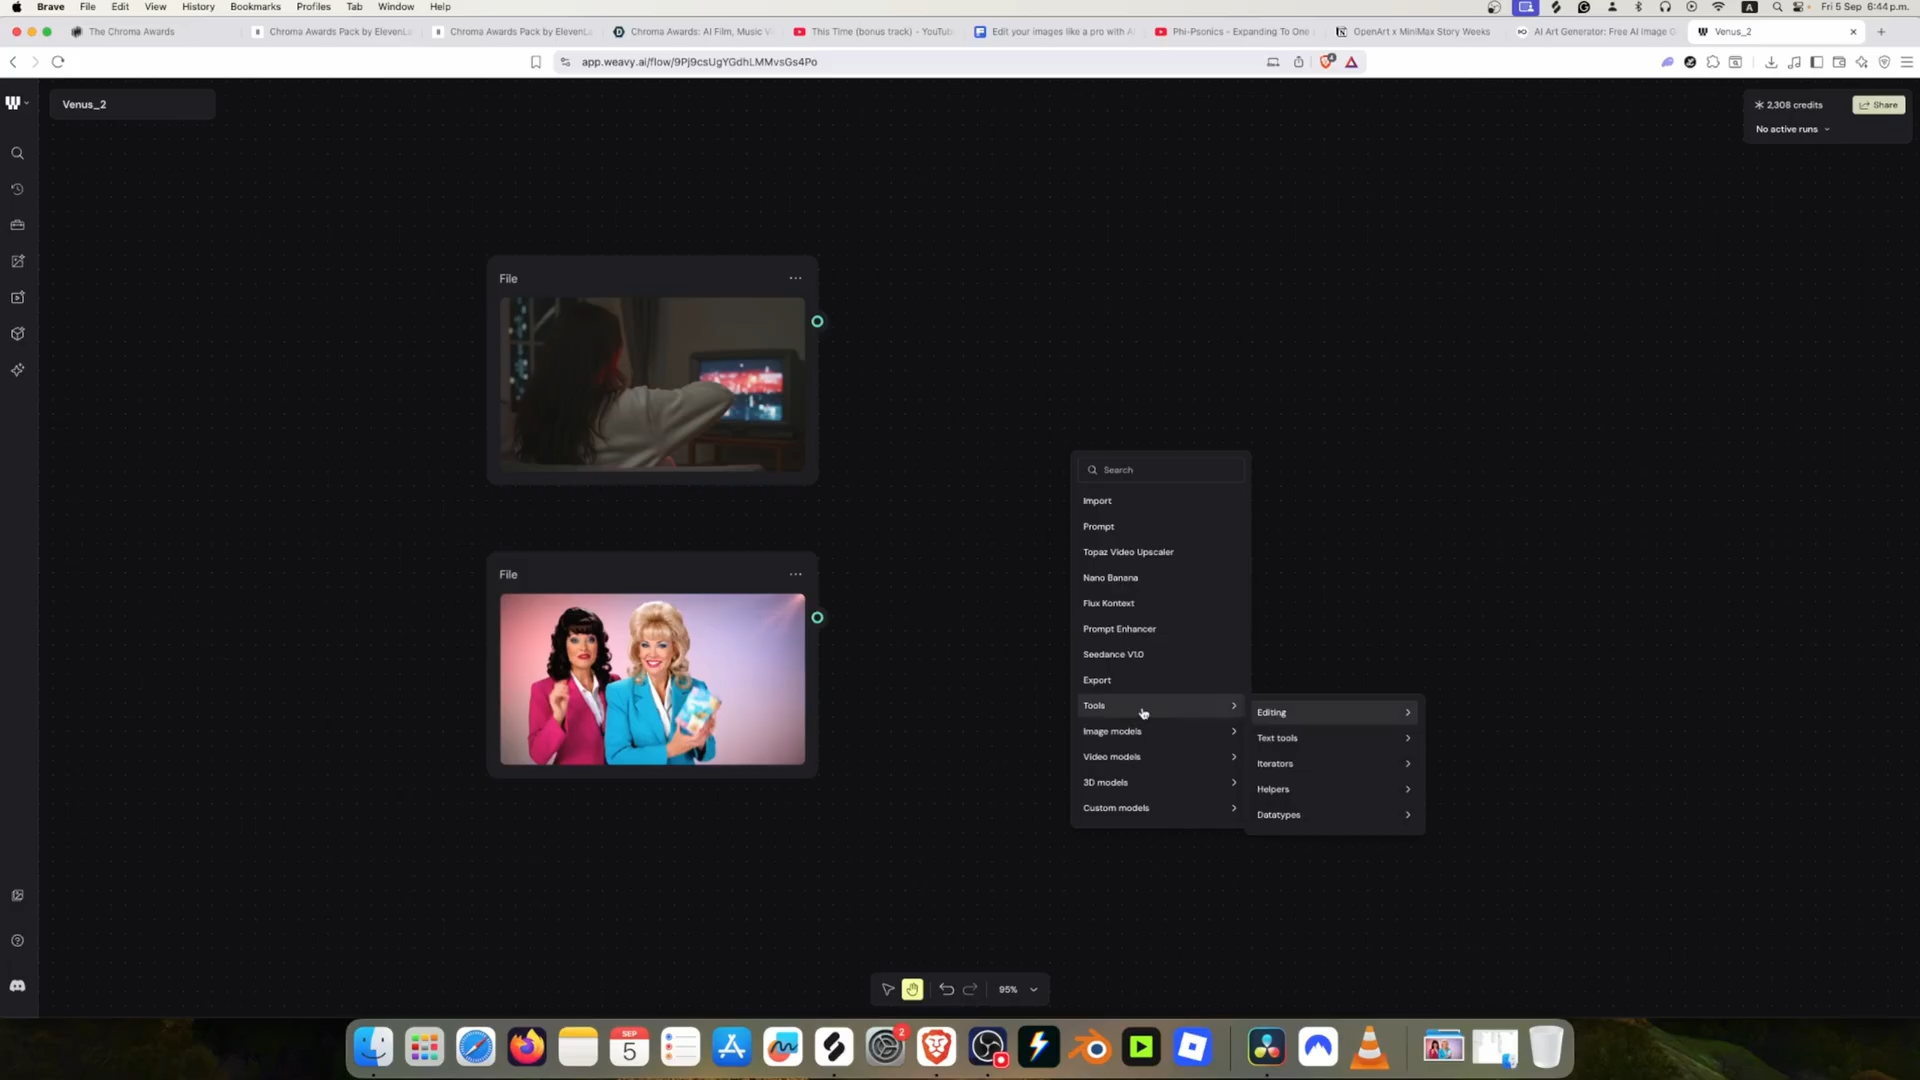 Brave File Edit View History Bookmarks Profiles Tab Window Help
A Fri 5 Sep 6:44 p.m.
The Chroma Awards
Chroma Awards Pack by ElevenLa
Chroma Awards Pack by ElevenLa
Chroma Awards: AI Film, Music V
This Time (bonus track) - YouTub
Edit your images like a pro with A
Phi-Psonics - Expanding To One
OpenArt x MiniMax Story Weeks
AI Art Generator: Free AI Image G
Venus_2
app.weavy.ai/flow/9Pj9csUgYGdhLMMvsGs4Po
Venus_2
2,308 credits
Share
No active runs
File
File
Search
Import
Prompt
Topaz Video Upscaler
Nano Banana
Flux Kontext
Prompt Enhancer
Seedance V1.0
Export
Tools
Image models
Video models
3D models
Custom models
Editing
Text tools
Iterators
Helpers
Datatypes
95%
SEP
5
2